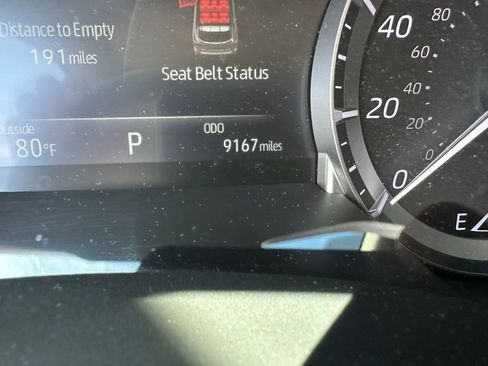 Distance to Empty
191 miles
Seat Belt Status
Outside
80°F
P
ODO
9167 miles
80
40
60
40
20
20
0
0
E